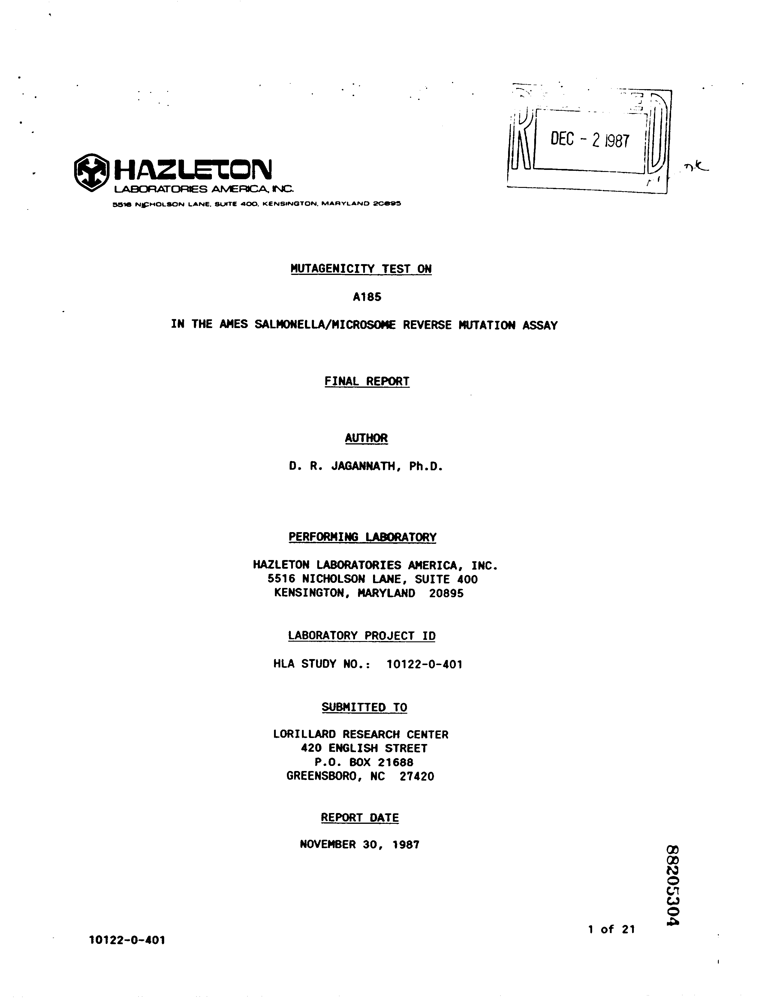 DEC - 2 1987
HAZLETON
LABORATORIES AMERICA, INC.
5516 NICHOLSON LANE, SUITE 400, KENSINGTON, MARYLAND 20895
MUTAGENICITY TEST ON
A185
IN THE AMES SALMONELLA/MICROSOME REVERSE MUTATION ASSAY
FINAL REPORT
AUTHOR
D. R. JAGANNATH, Ph.D.
PERFORMING LABORATORY
HAZLETON LABORATORIES AMERICA, INC.
5516 NICHOLSON LANE, SUITE 400
KENSINGTON, MARYLAND 20895
LABORATORY PROJECT ID
HLA STUDY NO.: 10122-0-401
SUBMITTED TO
LORILLARD RESEARCH CENTER
420 ENGLISH STREET
P.O. BOX 21688
GREENSBORO, NC 27420
REPORT DATE
NOVEMBER 30, 1987
88205304
1 of 21
10122-0-401